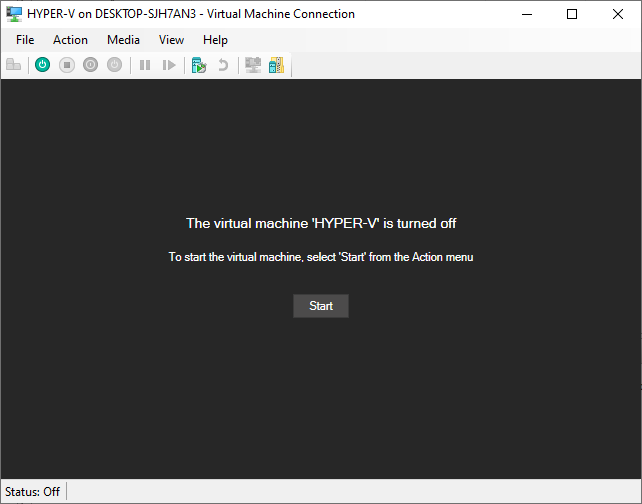 HYPER-V on DESKTOP-SJH7AN3 - Virtual Machine Connection
File Action Media View Help
The virtual machine 'HYPER-V' is turned off
To start the virtual machine, select 'Start' from the Action menu
Start
Status: Off